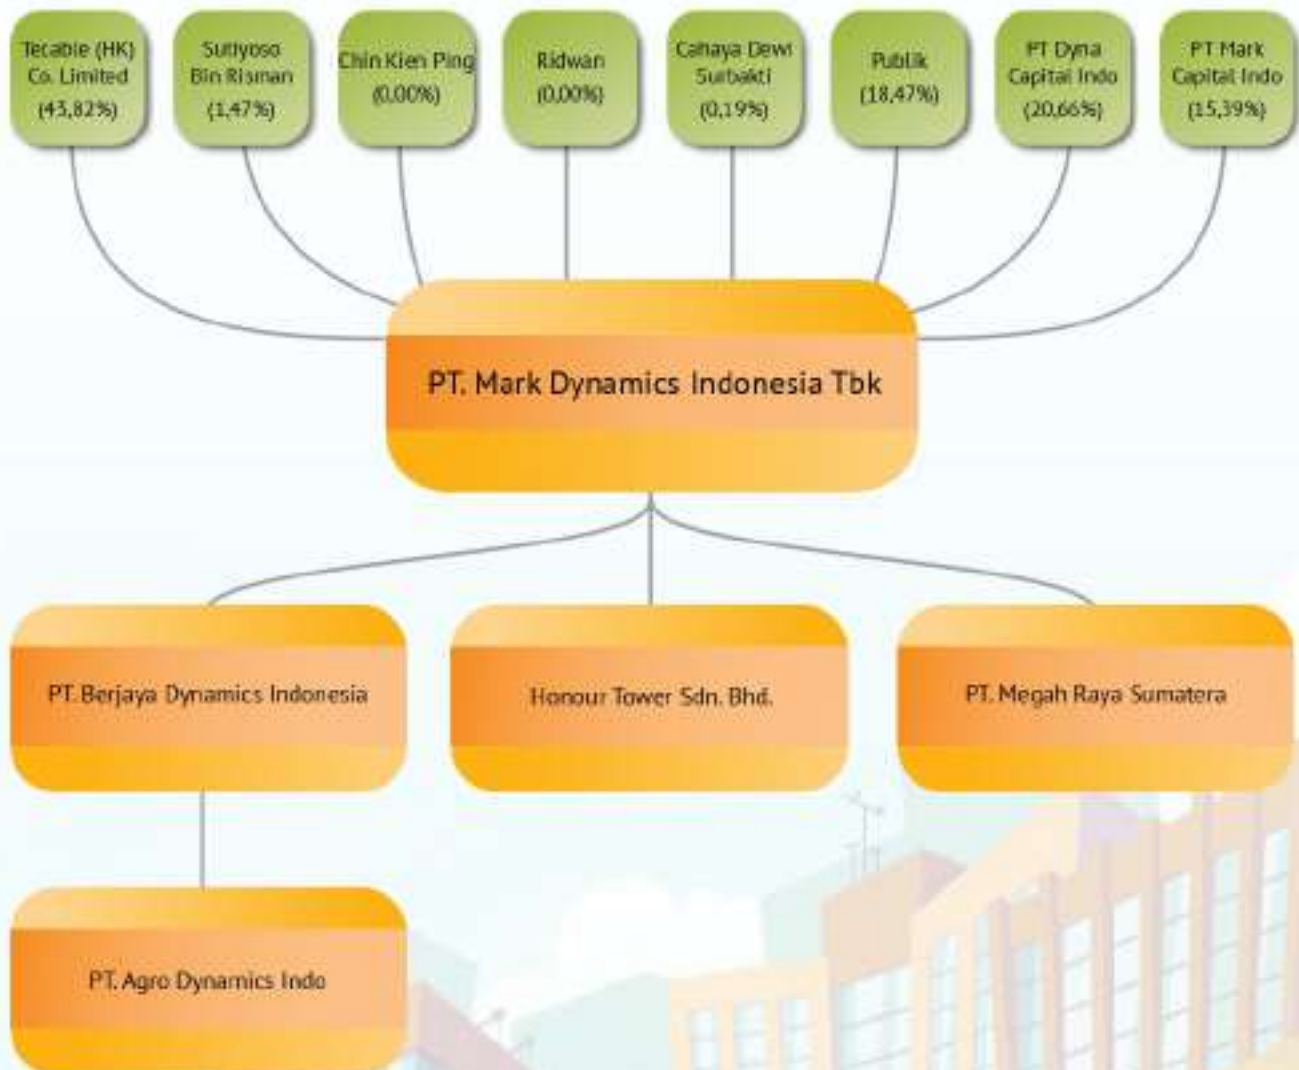 Tecable (HK)
Co. Limited
(43,82%)
Sutiyoso
Bin Risman
(1,47%)
Chin Kien Ping
(0,00%)
Ridwan
(0,00%)
Cahaya Dewi
Surbakti
(0,19%)
Publik
(18,47%)
PT Dyna
Capital Indo
(20,66%)
PT Mark
Capital Indo
(15,39%)
PT. Mark Dynamics Indonesia Tbk
PT. Berjaya Dynamics Indonesia
Honour Tower Sdn. Bhd.
PT. Megah Raya Sumatera
PT. Agro Dynamics Indo